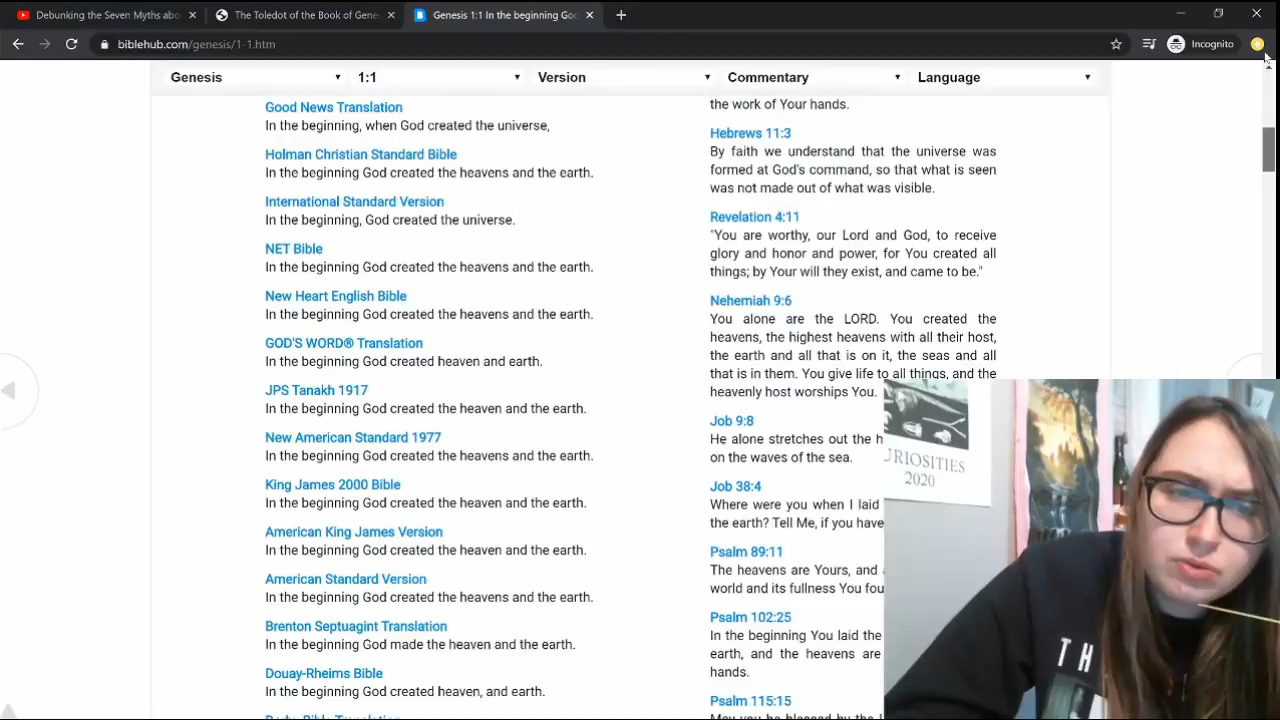 Debunking the Seven Myths abo
The Toledot of the Book of Gene
Genesis 1:1 In the beginning Go
biblehub.com/genesis/1-1.htm
Incognito
Genesis
1:1
Version
Commentary
Language
Good News Translation
In the beginning, when God created the universe,
Holman Christian Standard Bible
In the beginning God created the heavens and the earth.
International Standard Version
In the beginning, God created the universe.
NET Bible
In the beginning God created the heavens and the earth.
New Heart English Bible
In the beginning God created the heavens and the earth.
GOD'S WORD® Translation
In the beginning God created heaven and earth.
JPS Tanakh 1917
In the beginning God created the heaven and the earth.
New American Standard 1977
In the beginning God created the heavens and the earth.
King James 2000 Bible
In the beginning God created the heavens and the earth.
American King James Version
In the beginning God created the heaven and the earth.
American Standard Version
In the beginning God created the heavens and the earth.
Brenton Septuagint Translation
In the beginning God made the heaven and the earth.
Douay-Rheims Bible
In the beginning God created heaven, and earth.
the work of Your hands.
Hebrews 11:3
By faith we understand that the universe was
formed at God's command, so that what is seen
was not made out of what was visible.
Revelation 4:11
"You are worthy, our Lord and God, to receive
glory and honor and power, for You created all
things; by Your will they exist, and came to be."
Nehemiah 9:6
You alone are the LORD. You created the
heavens, the highest heavens with all their host,
the earth and all that is on it, the seas and all
that is in them. You give life to all things, and the
heavenly host worships You.
Job 9:8
He alone stretches out the h
on the waves of the sea.
Job 38:4
Where were you when I laid
the earth? Tell Me, if you have
Psalm 89:11
The heavens are Yours, and
world and its fullness You fou
Psalm 102:25
In the beginning You laid the
earth, and the heavens are
hands.
Psalm 115:15
URIOSITIES
2020
TH